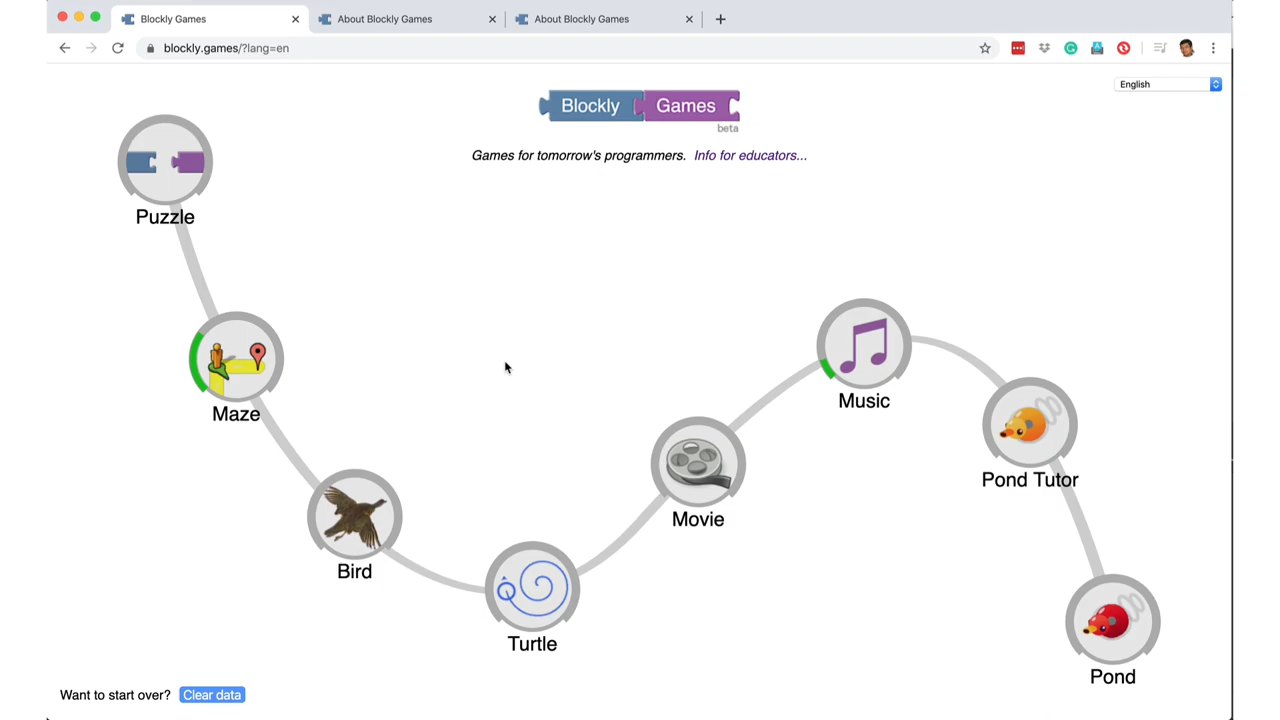 Blockly Games
About Blockly Games
About Blockly Games
blockly.games/?lang=en
English
Blockly Games
beta
Games for tomorrow's programmers. Info for educators...
Puzzle
Maze
Bird
Turtle
Movie
Music
Pond Tutor
Pond
Want to start over? Clear data